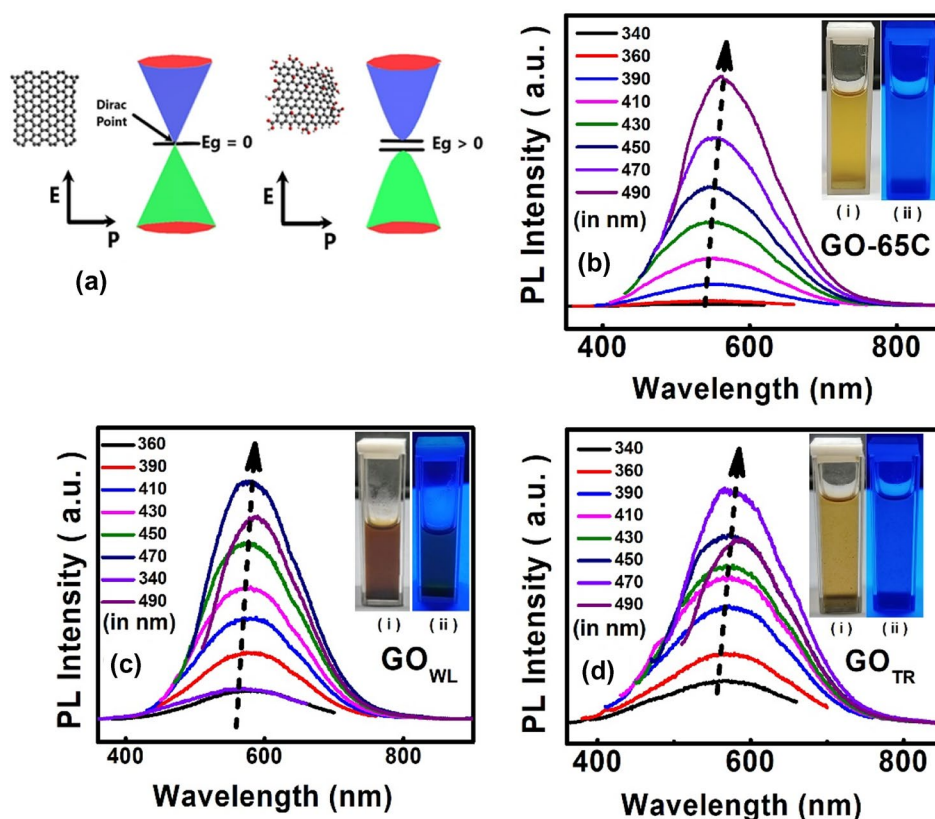 Dirac
Point
Eg = 0
Eg > 0
E
P
E
P
(a)
PL Intensity ( a.u. )
340
360
390
410
430
450
470
490
(in nm)
(b)
( i )
( ii )
GO-65C
400
600
800
Wavelength (nm)
PL Intensity ( a.u. )
360
390
410
430
450
470
340
490
(in nm)
(c)
( i )
( ii )
GOWL
400
600
800
Wavelength (nm)
PL Intensity ( a.u. )
340
360
390
410
430
450
470
490
(in nm)
(d)
( i )
( ii )
GOTR
400
600
800
Wavelength (nm)